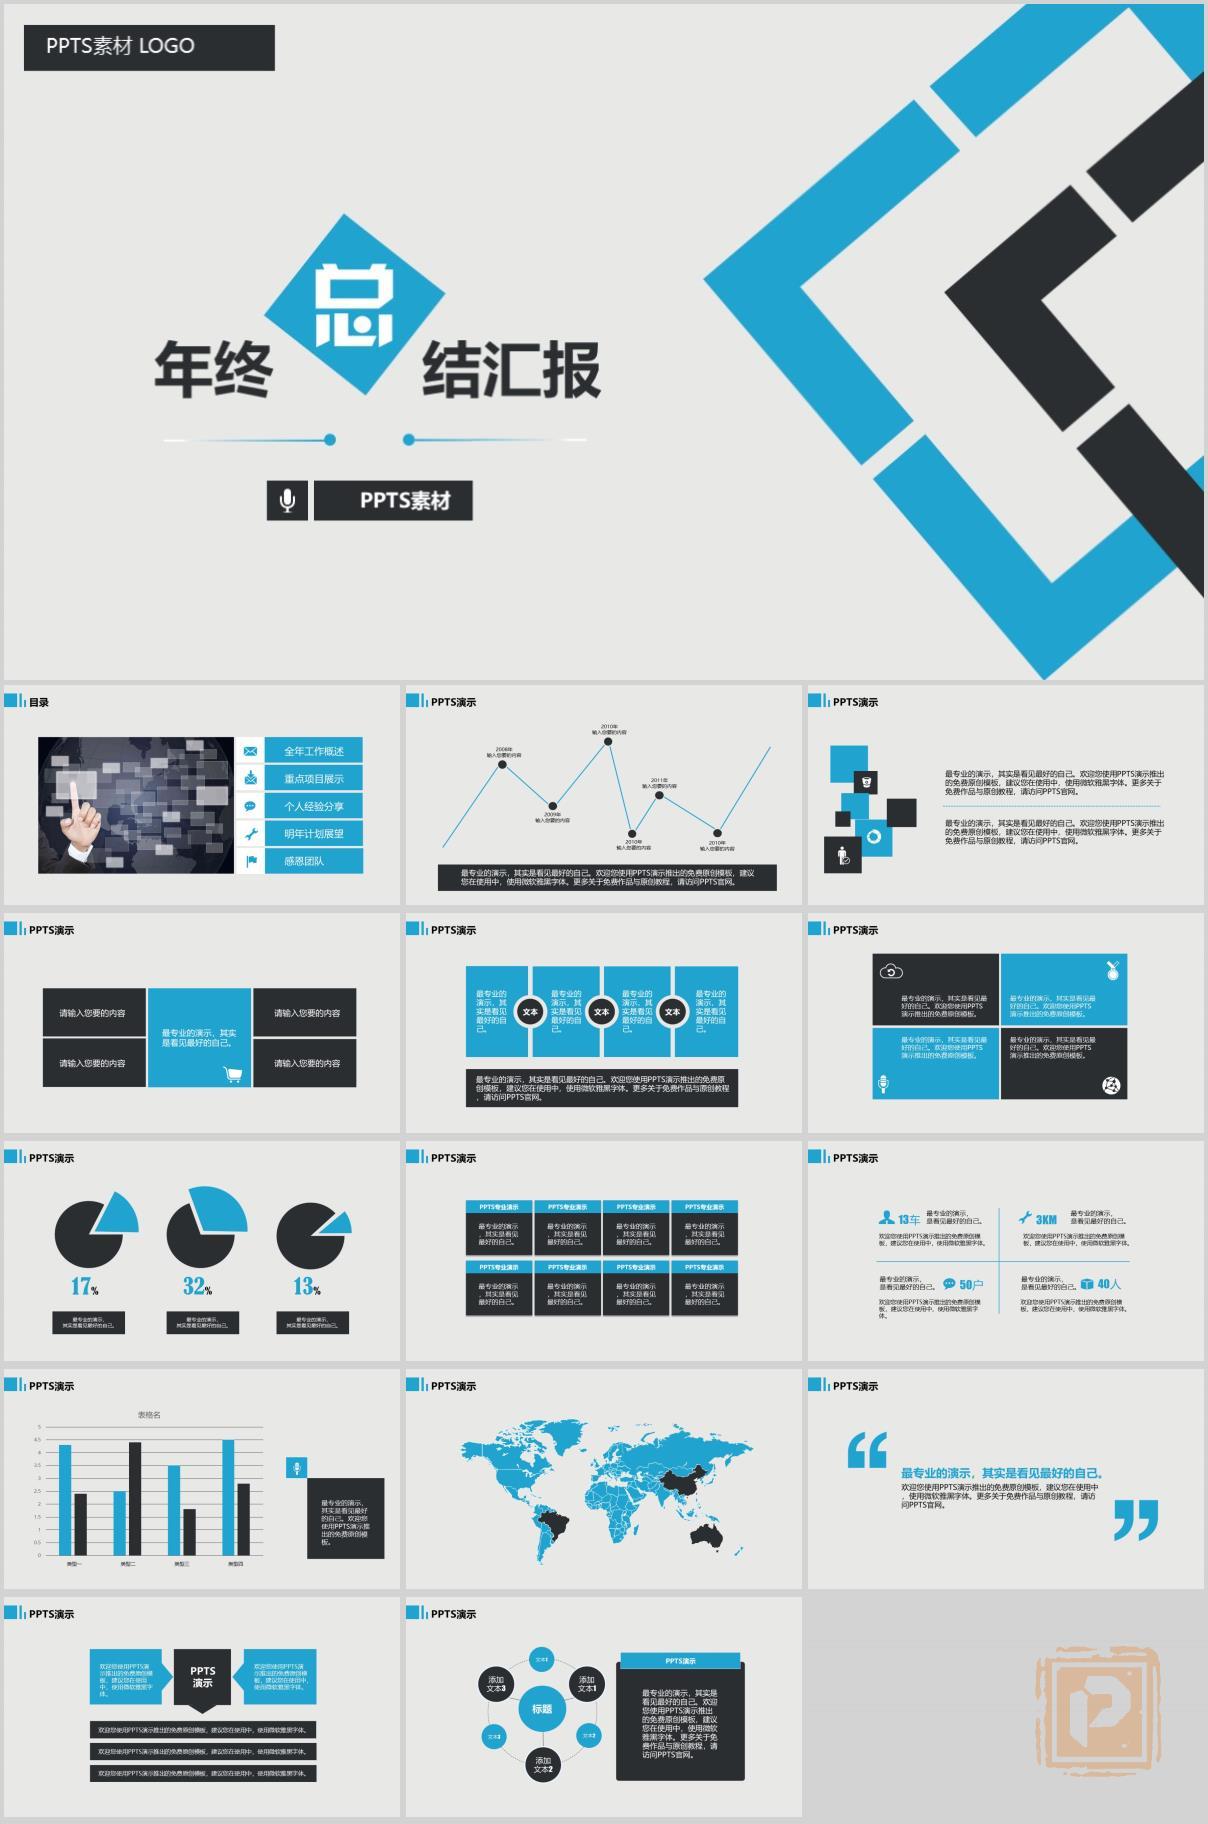 PPTS素材 LOGO
年终 总 结汇报
PPTS素材
目录
全年工作概述
重点项目展示
个人经验分享
明年计划展望
感恩团队
PPTS演示
2008年
输入您要的内容
2009年
输入您要的内容
2010年
输入您要的内容
2010年
输入您要的内容
2011年
输入您要的内容
2010年
输入您要的内容
最专业的演示，其实是看见最好的自己。欢迎您使用PPTS演示推出的免费原创模板，建议
您在使用中，使用微软雅黑字体。更多关于免费作品与原创教程，请访问PPTS官网。
PPTS演示
最专业的演示，其实是看见最好的自己。欢迎您使用PPTS演示推出
的免费原创模板，建议您在使用中，使用微软雅黑字体。更多关于
免费作品与原创教程，请访问PPTS官网。
最专业的演示，其实是看见最好的自己。欢迎您使用PPTS演示推出
的免费原创模板，建议您在使用中，使用微软雅黑字体。更多关于
免费作品与原创教程，请访问PPTS官网。
PPTS演示
请输入您要的内容
请输入您要的内容
最专业的演示，其实
是看见最好的自己。
请输入您要的内容
请输入您要的内容
PPTS演示
最专业的
演示，其
实是看见
最好的自
己。
文本
最专业的
演示，其
实是看见
最好的自
己。
文本
最专业的
演示，其
实是看见
最好的自
己。
文本
最专业的
演示，其
实是看见
最好的自
己。
最专业的演示，其实是看见最好的自己。欢迎您使用PPTS演示推出的免费原
创模板，建议您在使用中，使用微软雅黑字体。更多关于免费作品与原创教程
，请访问PPTS官网。
PPTS演示
最专业的演示，其实是看见最
好的自己。欢迎您使用PPTS
演示推出的免费原创模板。
最专业的演示，其实是看见最
好的自己。欢迎您使用PPTS
演示推出的免费原创模板。
最专业的演示，其实是看见最
好的自己。欢迎您使用PPTS
演示推出的免费原创模板。
最专业的演示，其实是看见最
好的自己。欢迎您使用PPTS
演示推出的免费原创模板。
PPTS演示
17%
最专业的演示，
其实是看见最好的自己。
32%
最专业的演示，
其实是看见最好的自己。
13%
最专业的演示，
其实是看见最好的自己。
PPTS演示
PPTS专业演示
PPTS专业演示
PPTS专业演示
PPTS专业演示
最专业的演示
，其实是看见
最好的自己。
最专业的演示
，其实是看见
最好的自己。
最专业的演示
，其实是看见
最好的自己。
最专业的演示
，其实是看见
最好的自己。
PPTS专业演示
PPTS专业演示
PPTS专业演示
PPTS专业演示
最专业的演示
，其实是看见
最好的自己。
最专业的演示
，其实是看见
最好的自己。
最专业的演示
，其实是看见
最好的自己。
最专业的演示
，其实是看见
最好的自己。
PPTS演示
13车
最专业的演示，
是看见最好的自己。
欢迎您使用PPTS演示推出的免费原创模
板，建议您在使用中，使用微软雅黑字体。
3KM
最专业的演示，
是看见最好的自己。
欢迎您使用PPTS演示推出的免费原创模
板，建议您在使用中，使用微软雅黑字体。
最专业的演示，
是看见最好的自己。
50户
欢迎您使用PPTS演示推出的免费原创模
板，建议您在使用中，使用微软雅黑字
体。
最专业的演示，
是看见最好的自己。
40人
欢迎您使用PPTS演示推出的免费原创模
板，建议您在使用中，使用微软雅黑字体。
PPTS演示
表格名
5
4.5
4
3.5
3
2.5
2
1.5
1
0.5
0
类型一
类型二
类型三
类型四
最专业的演示，
其实是看见最好
的自己。欢迎您
使用PPTS演示推
出的免费原创模
板。
PPTS演示
PPTS演示
最专业的演示，其实是看见最好的自己。
欢迎您使用PPTS演示推出的免费原创模板，建议您在使用中
，使用微软雅黑字体。更多关于免费作品与原创教程，请访
问PPTS官网。
PPTS演示
欢迎您使用PPTS演
示推出的免费原创模
板，建议您在使用
中，使用微软雅黑字
体。
PPTS
演示
欢迎您使用PPTS演
示推出的免费原创模
板，建议您在使用中，
使用微软雅黑字体。
欢迎您使用PPTS演示推出的免费原创模板，建议您在使用中，使用微软雅黑字体。
欢迎您使用PPTS演示推出的免费原创模板，建议您在使用中，使用微软雅黑字体。
欢迎您使用PPTS演示推出的免费原创模板，建议您在使用中，使用微软雅黑字体。
PPTS演示
文本1
添加
文本3
添加
文本1
标题
文本3
文本2
添加
文本2
PPTS演示
最专业的演示，其实是
看见最好的自己。欢迎
您使用PPTS演示推出
的免费原创模板，建议
您在使用中，使用微软
雅黑字体。更多关于免
费作品与原创教程，请
访问PPTS官网。